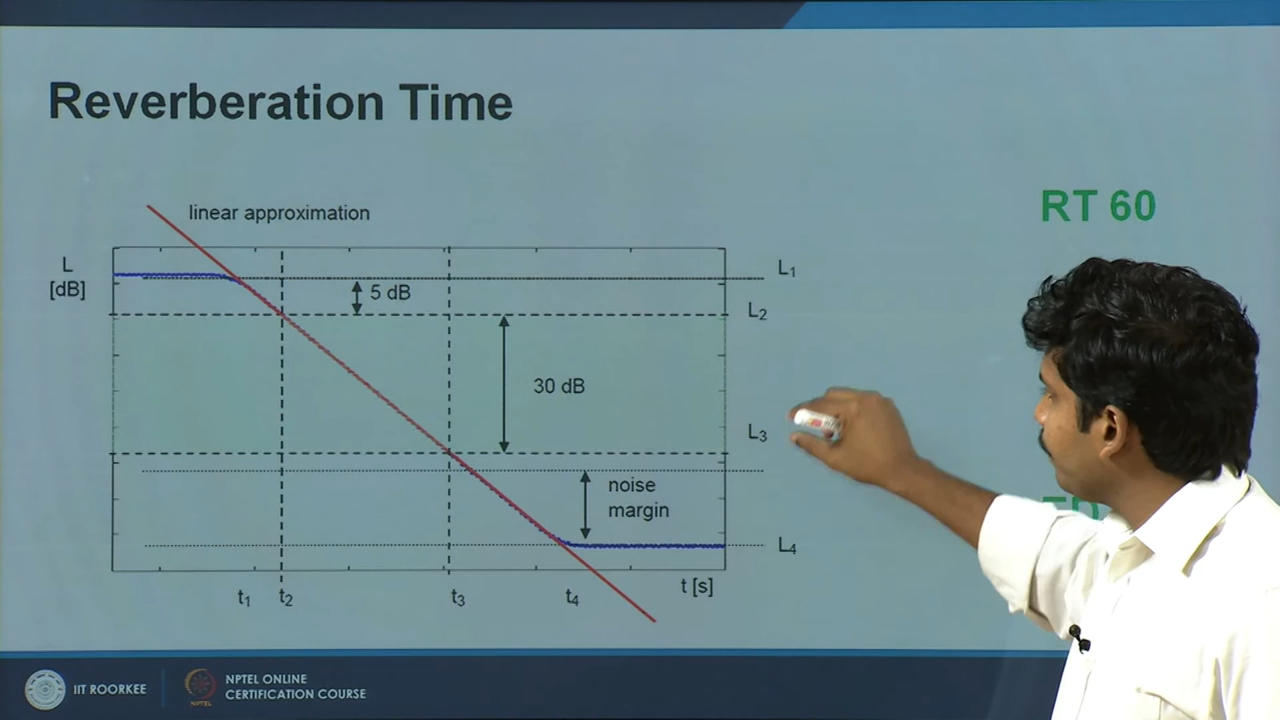 Reverberation Time
linear approximation
RT 60
L
[dB]
L1
5 dB
L2
30 dB
L3
noise
margin
L4
t [s]
t1 t2 t3 t4
IIT ROORKEE
NPTEL
NPTEL ONLINE
CERTIFICATION COURSE